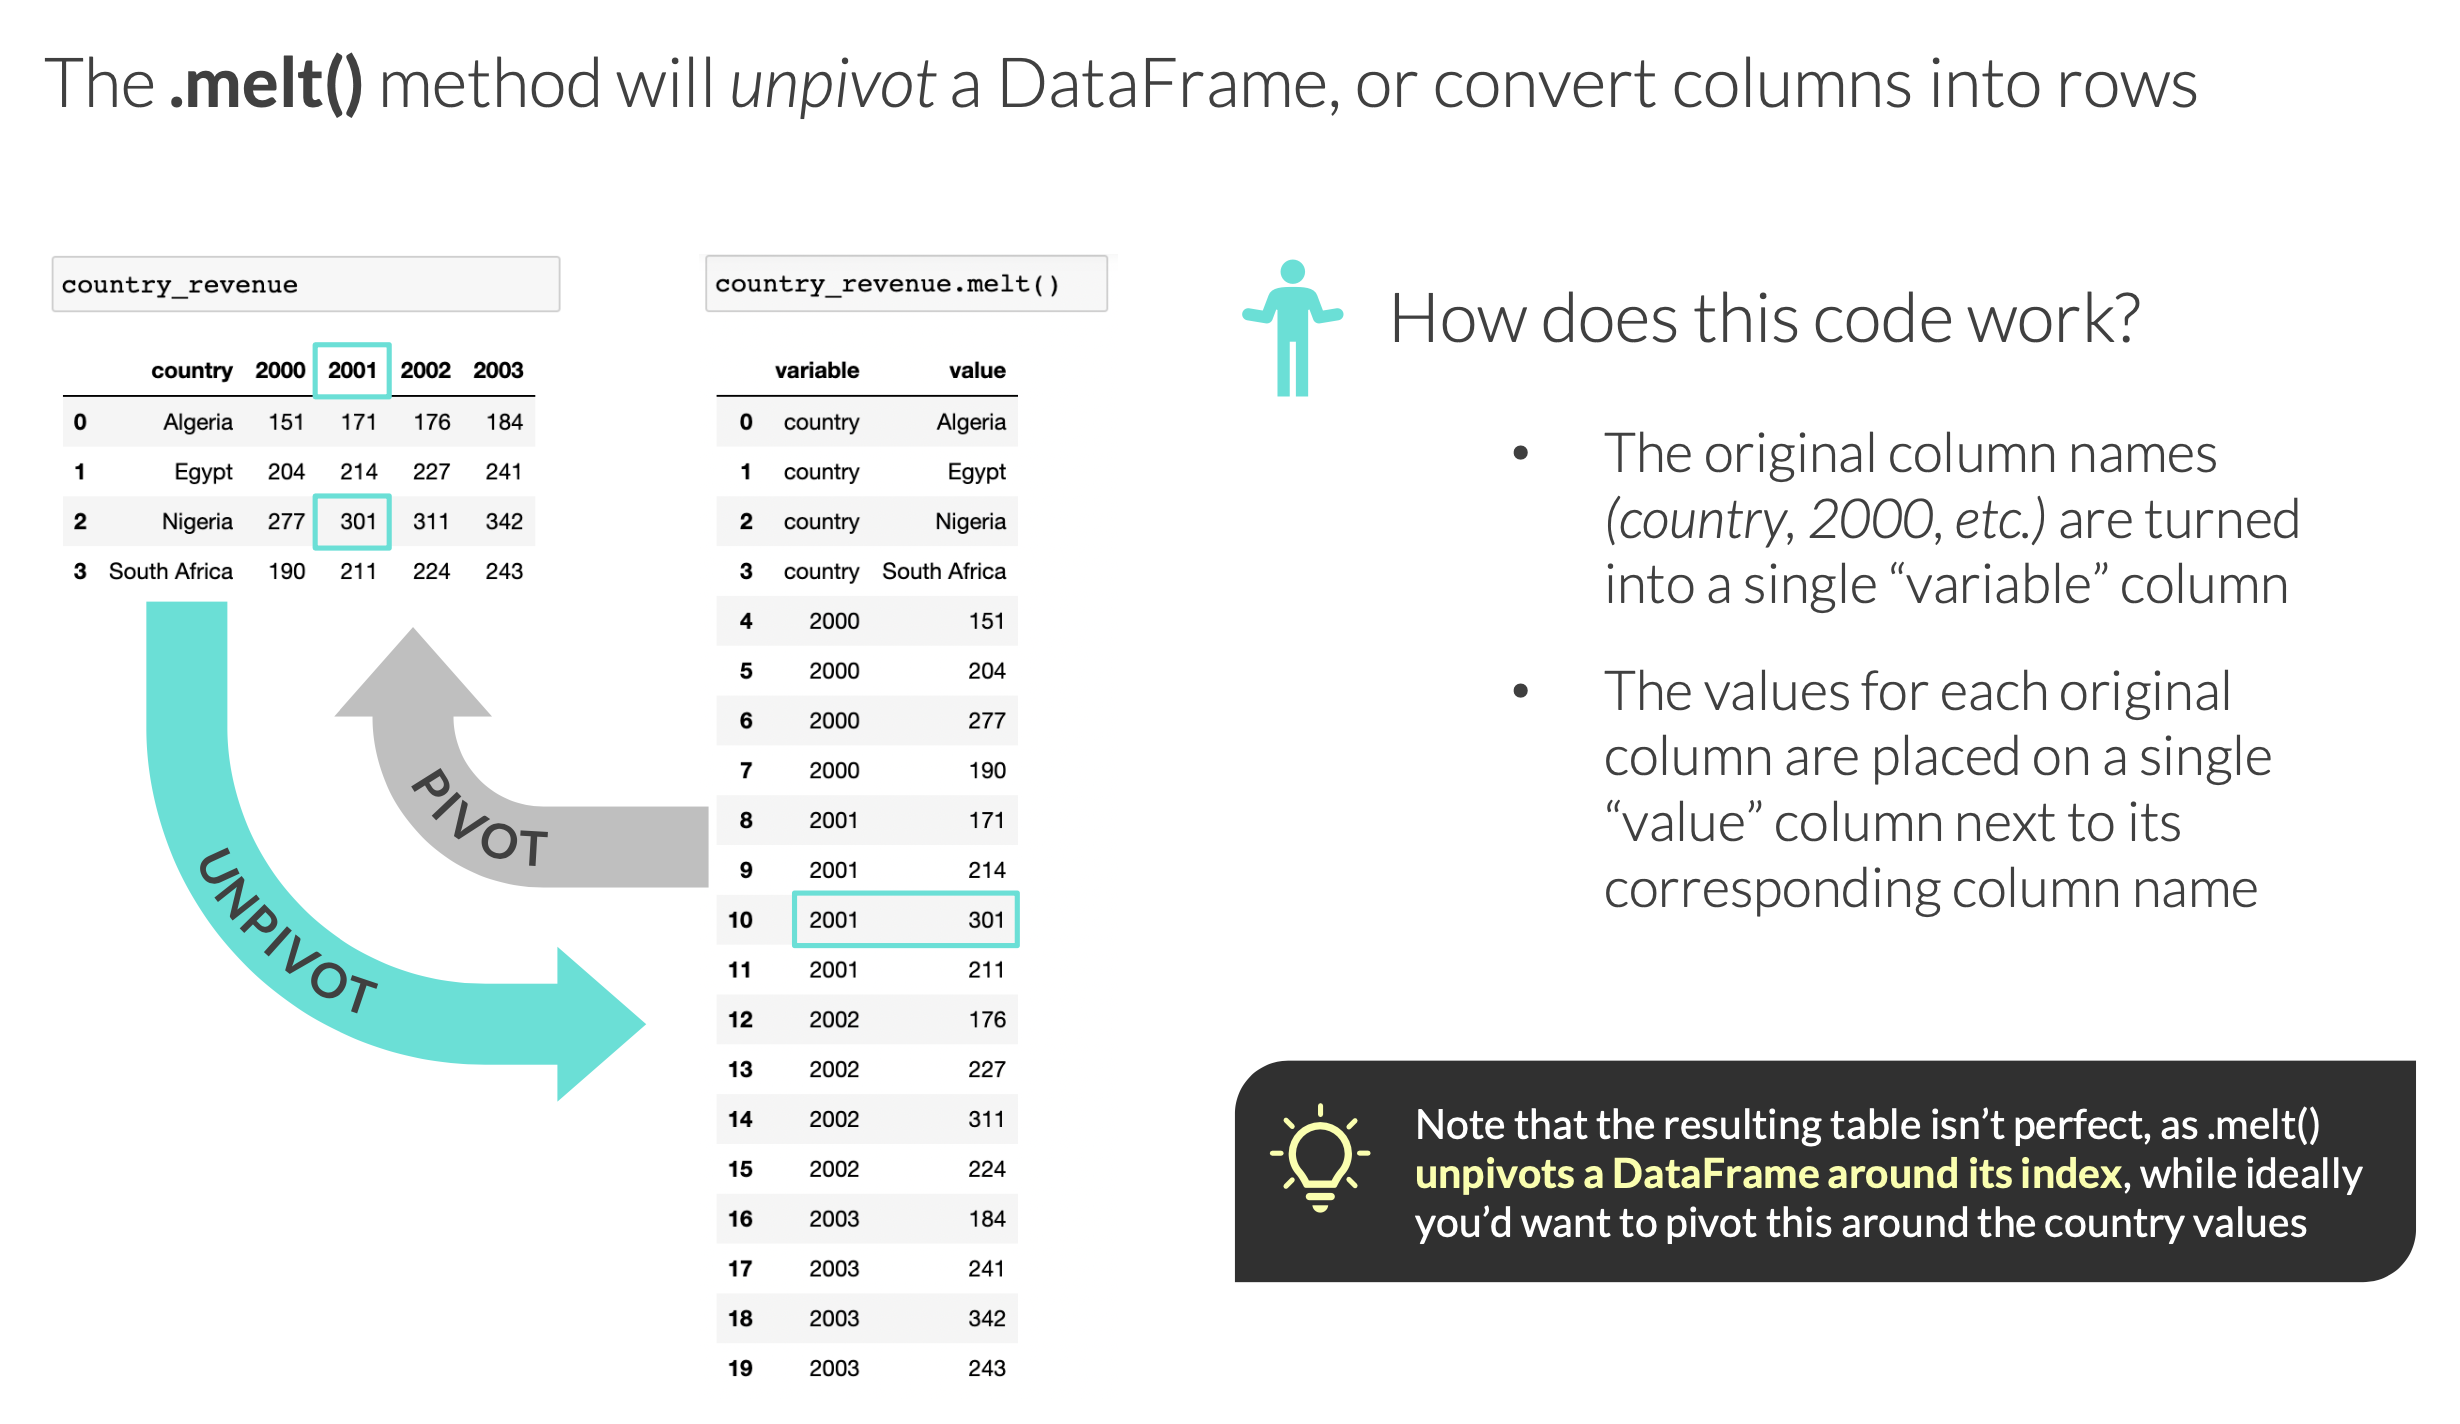 The .melt() method will unpivot a DataFrame, or convert columns into rows
country_revenue
country 2000 2001 2002 2003
0 Algeria 151 171 176 184
1 Egypt 204 214 227 241
2 Nigeria 277 301 311 342
3 South Africa 190 211 224 243
PIVOT
UNPIVOT
country_revenue.melt()
variable value
0 country Algeria
1 country Egypt
2 country Nigeria
3 country South Africa
4 2000 151
5 2000 204
6 2000 277
7 2000 190
8 2001 171
9 2001 214
10 2001 301
11 2001 211
12 2002 176
13 2002 227
14 2002 311
15 2002 224
16 2003 184
17 2003 241
18 2003 342
19 2003 243
How does this code work?
• The original column names
(country, 2000, etc.) are turned
into a single “variable” column
• The values for each original
column are placed on a single
“value” column next to its
corresponding column name
Note that the resulting table isn’t perfect, as .melt()
unpivots a DataFrame around its index, while ideally
you’d want to pivot this around the country values